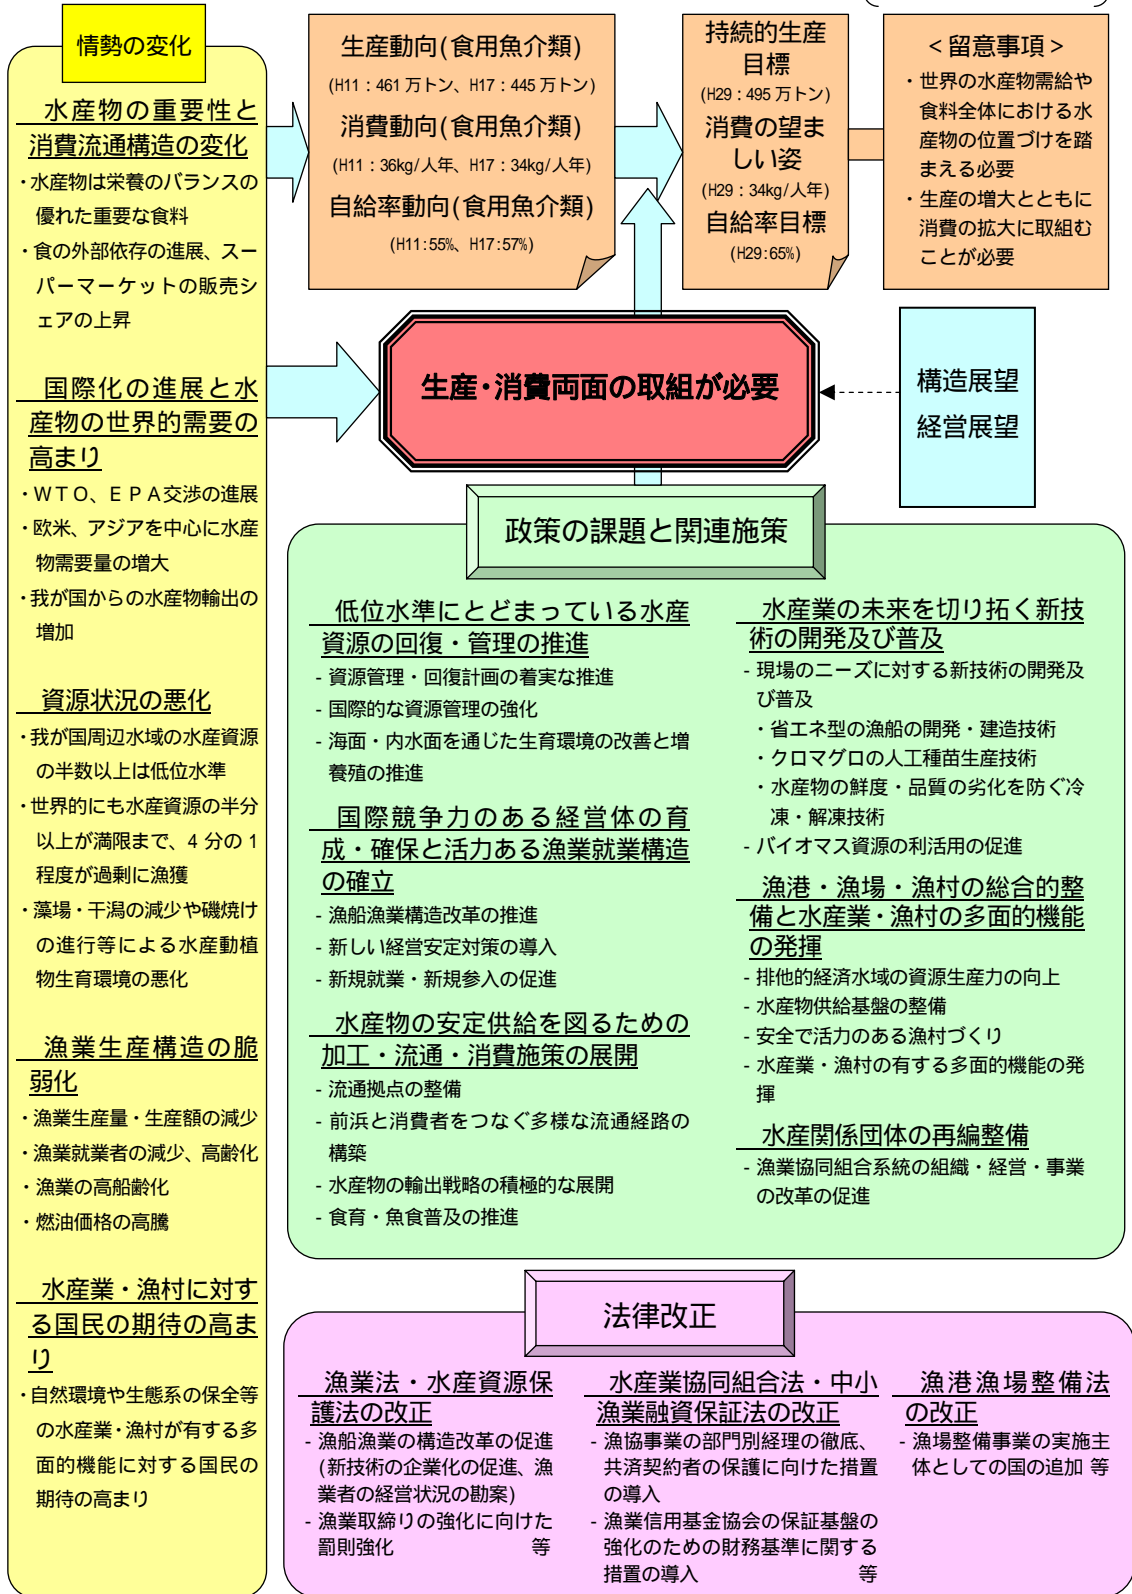 情勢の変化
水産物の重要性と
消費流通構造の変化
・水産物は栄養のバランスの
優れた重要な食料
・食の外部依存の進展、スー
パーマーケットの販売シ
ェアの上昇
国際化の進展と水
産物の世界的需要の
高まり
・ＷＴＯ、ＥＰＡ交渉の進展
・欧米、アジアを中心に水産
物需要量の増大
・我が国からの水産物輸出の
増加
資源状況の悪化
・我が国周辺水域の水産資源
の半数以上は低位水準
・世界的にも水産資源の半分
以上が満限まで、4 分の 1
程度が過剰に漁獲
・藻場・干潟の減少や磯焼け
の進行等による水産動植
物生育環境の悪化
漁業生産構造の脆
弱化
・漁業生産量・生産額の減少
・漁業就業者の減少、高齢化
・漁業の高船齢化
・燃油価格の高騰
水産業・漁村に対す
る国民の期待の高ま
り
・自然環境や生態系の保全等
の水産業・漁村が有する多
面的機能に対する国民の
期待の高まり
生産動向(食用魚介類)
(H11：461 万トン、H17：445 万トン)
消費動向(食用魚介類)
(H11：36kg/人年、H17：34kg/人年)
自給率動向(食用魚介類)
(H11:55%、H17:57%)
持続的生産
目標
(H29：495 万トン)
消費の望ま
しい姿
(H29：34kg/人年)
自給率目標
(H29:65%)
＜留意事項＞
・世界の水産物需給や
食料全体における水
産物の位置づけを踏
まえる必要
・生産の増大とともに
消費の拡大に取組む
ことが必要
生産・消費両面の取組が必要
構造展望
経営展望
政策の課題と関連施策
低位水準にとどまっている水産
資源の回復・管理の推進
- 資源管理・回復計画の着実な推進
- 国際的な資源管理の強化
- 海面・内水面を通じた生育環境の改善と増
養殖の推進
国際競争力のある経営体の育
成・確保と活力ある漁業就業構造
の確立
- 漁船漁業構造改革の推進
- 新しい経営安定対策の導入
- 新規就業・新規参入の促進
水産物の安定供給を図るための
加工・流通・消費施策の展開
- 流通拠点の整備
- 前浜と消費者をつなぐ多様な流通経路の
構築
- 水産物の輸出戦略の積極的な展開
- 食育・魚食普及の推進
水産業の未来を切り拓く新技
術の開発及び普及
- 現場のニーズに対する新技術の開発及
び普及
・省エネ型の漁船の開発・建造技術
・クロマグロの人工種苗生産技術
・水産物の鮮度・品質の劣化を防ぐ冷
凍・解凍技術
- バイオマス資源の利活用の促進
漁港・漁場・漁村の総合的整
備と水産業・漁村の多面的機能
の発揮
- 排他的経済水域の資源生産力の向上
- 水産物供給基盤の整備
- 安全で活力のある漁村づくり
- 水産業・漁村の有する多面的機能の発
揮
水産関係団体の再編整備
- 漁業協同組合系統の組織・経営・事業
の改革の促進
法律改正
漁業法・水産資源保
護法の改正
- 漁船漁業の構造改革の促進
(新技術の企業化の促進、漁
業者の経営状況の勘案)
- 漁業取締りの強化に向けた
罰則強化 等
水産業協同組合法・中小
漁業融資保証法の改正
- 漁協事業の部門別経理の徹底、
共済契約者の保護に向けた措置
の導入
- 漁業信用基金協会の保証基盤の
強化のための財務基準に関する
措置の導入 等
漁港漁場整備法
の改正
- 漁場整備事業の実施主
体としての国の追加 等